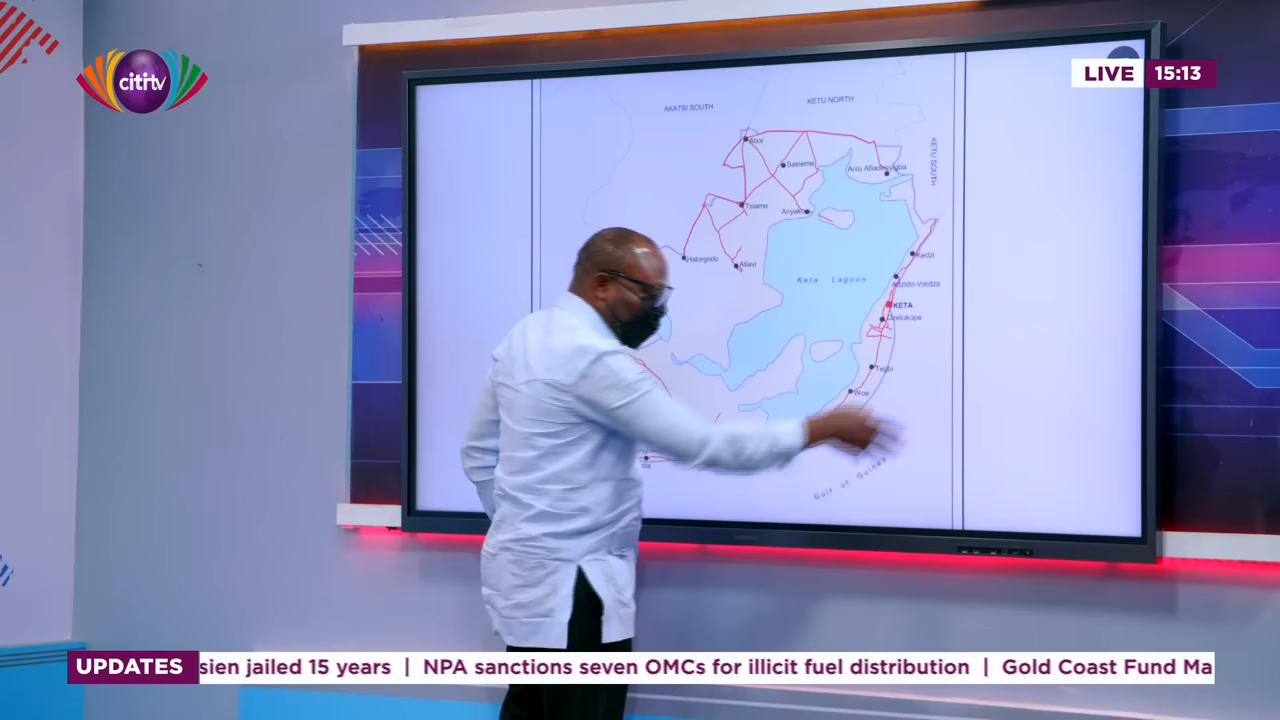 citi tv
LIVE 15:13
AKATSI SOUTH
KETU NORTH
KETU SOUTH
Abor
Sasieme
Anlo
Tsiame
Anyako
Hatorgodo
Atiavi
Kedzi
Keta Lagoon
Adzido-Vordza
KETA
Dzelukope
Tegbi
Woe
Gulf of Guinea
UPDATES sien jailed 15 years | NPA sanctions seven OMCs for illicit fuel distribution | Gold Coast Fund Ma